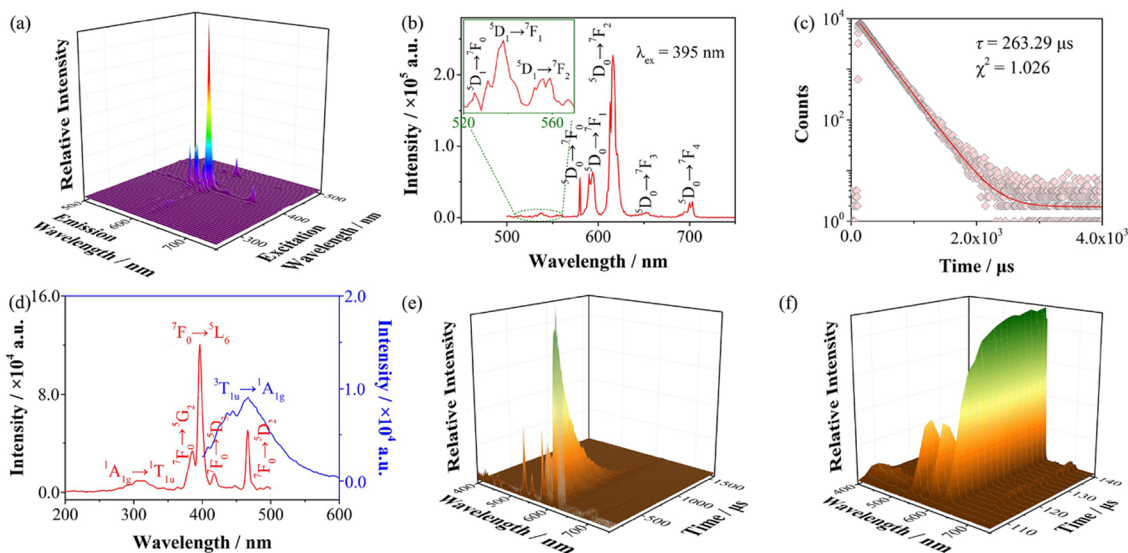 (a)
Relative Intensity
500
600
700
Emission
Wavelength / nm
300
400
500
Excitation
Wavelength / nm
(b)
Intensity / ×10⁵ a.u.
2.0
1.0
0.0
500
600
700
Wavelength / nm
λex = 395 nm
⁵D₁→⁷F₀
⁵D₁→⁷F₁
⁵D₁→⁷F₂
520
560
⁵D₀→⁷F₀
⁵D₀→⁷F₁
⁵D₀→⁷F₂
⁵D₀→⁷F₃
⁵D₀→⁷F₄
(c)
Counts
10⁴
10³
10²
10¹
10⁰
0.0
2.0x10³
4.0x10³
Time / μs
τ = 263.29 μs
χ² = 1.026
(d)
Intensity / ×10⁴ a.u.
16.0
8.0
0.0
200
300
400
500
600
Wavelength / nm
2.0
1.0
0.0
Intensity / ×10⁴ a.u.
⁷F₀→⁵L₆
³T₁ᵤ→¹A₁g
¹A₁g→¹T₁ᵤ
⁷F₀→⁵G₂
⁷F₀→⁵D₃
⁷F₀→⁵D₂
(e)
Relative Intensity
400
500
600
700
Wavelength / nm
500
1000
1500
Time / μs
(f)
Relative Intensity
400
500
600
700
Wavelength / nm
110
120
130
140
Time / μs